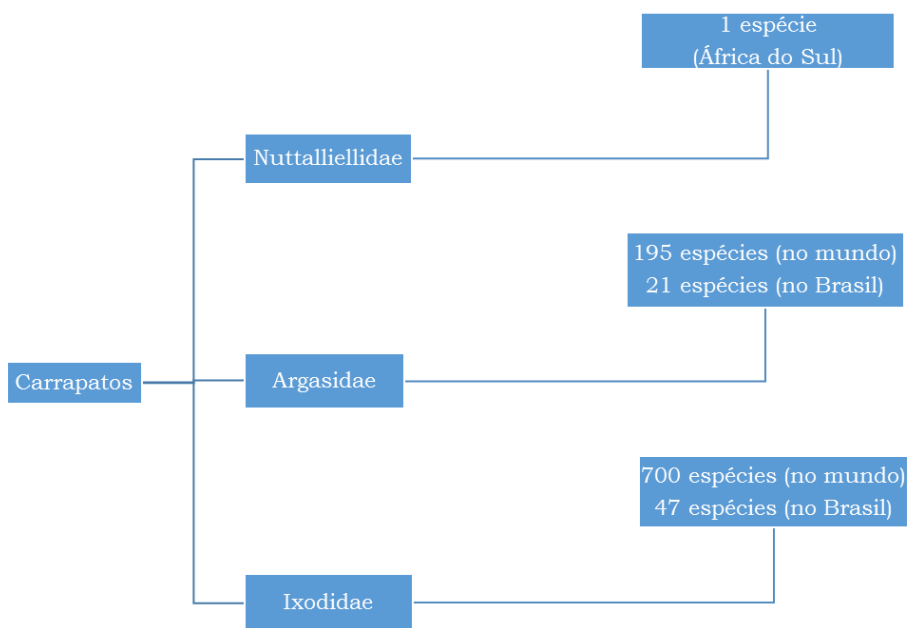 1 espécie
(África do Sul)
Nuttalliellidae
195 espécies (no mundo)
21 espécies (no Brasil)
Carrapatos
Argasidae
700 espécies (no mundo)
47 espécies (no Brasil)
Ixodidae